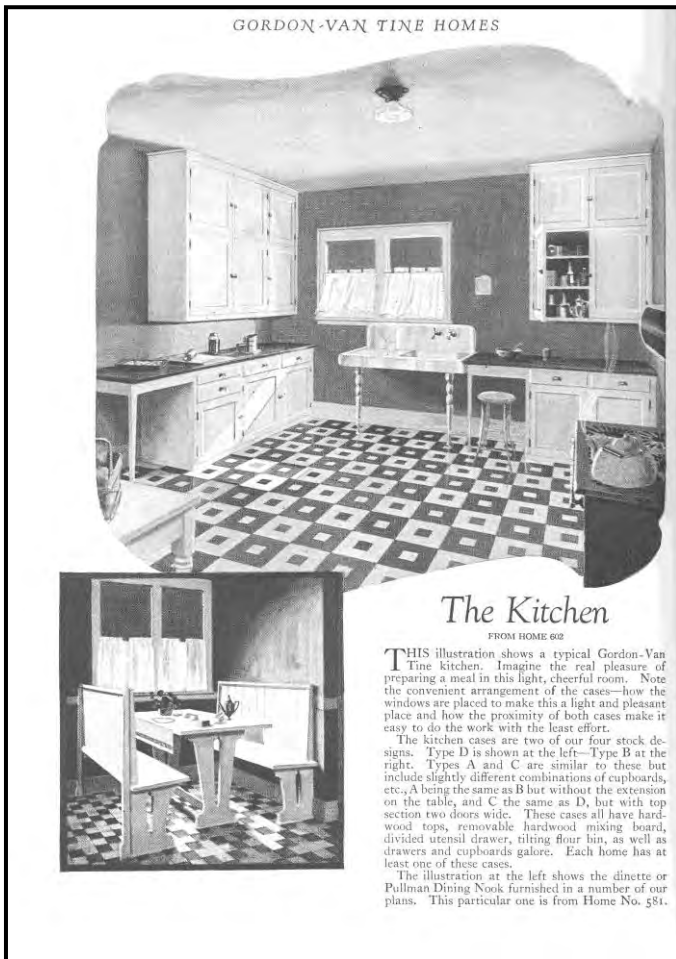 GORDON-VAN TINE HOMES
The Kitchen
FROM HOME 602
THIS illustration shows a typical Gordon-Van
Tine kitchen. Imagine the real pleasure of
preparing a meal in this light, cheerful room. Note
the convenient arrangement of the cases—how the
windows are placed to make this a light and pleasant
place and how the proximity of both cases make it
easy to do the work with the least effort.
The kitchen cases are two of our four stock de-
signs. Type D is shown at the left—Type B at the
right. Types A and C are similar to these but
include slightly different combinations of cupboards,
etc., A being the same as B but without the extension
on the table, and C the same as D, but with top
section two doors wide. These cases all have hard-
wood tops, removable hardwood mixing board,
divided utensil drawer, tilting flour bin, as well as
drawers and cupboards galore. Each home has at
least one of these cases.
The illustration at the left shows the dinette or
Pullman Dining Nook furnished in a number of our
plans. This particular one is from Home No. 581.